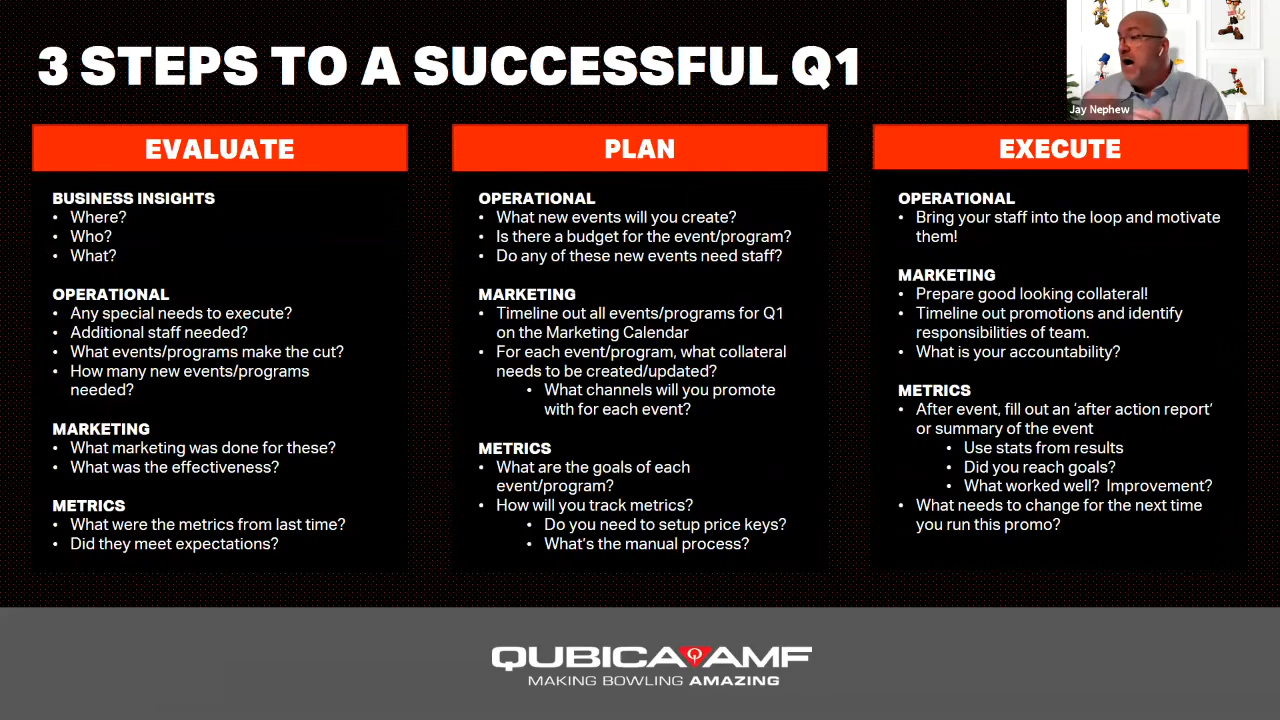 3 STEPS TO A SUCCESSFUL Q1
Jay Nephew
EVALUATE
BUSINESS INSIGHTS
• Where?
• Who?
• What?
OPERATIONAL
• Any special needs to execute?
• Additional staff needed?
• What events/programs make the cut?
• How many new events/programs
needed?
MARKETING
• What marketing was done for these?
• What was the effectiveness?
METRICS
• What were the metrics from last time?
• Did they meet expectations?
PLAN
OPERATIONAL
• What new events will you create?
• Is there a budget for the event/program?
• Do any of these new events need staff?
MARKETING
• Timeline out all events/programs for Q1
on the Marketing Calendar
• For each event/program, what collateral
needs to be created/updated?
• What channels will you promote
with for each event?
METRICS
• What are the goals of each
event/program?
• How will you track metrics?
• Do you need to setup price keys?
• What's the manual process?
EXECUTE
OPERATIONAL
• Bring your staff into the loop and motivate
them!
MARKETING
• Prepare good looking collateral!
• Timeline out promotions and identify
responsibilities of team.
• What is your accountability?
METRICS
• After event, fill out an 'after action report'
or summary of the event
• Use stats from results
• Did you reach goals?
• What worked well? Improvement?
• What needs to change for the next time
you run this promo?
QUBICA AMF
MAKING BOWLING AMAZING